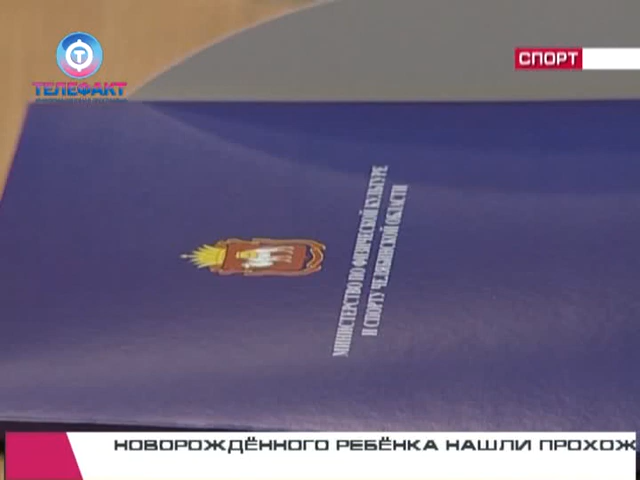 ТЕЛЕФАКТ
СПОРТ
МИНИСТЕРСТВО ПО ФИЗИЧЕСКОЙ КУЛЬТУРЕ
И СПОРТУ ЧЕЛЯБИНСКОЙ ОБЛАСТИ
НОВОРОЖДЁННОГО РЕБЁНКА НАШЛИ ПРОХОЖ